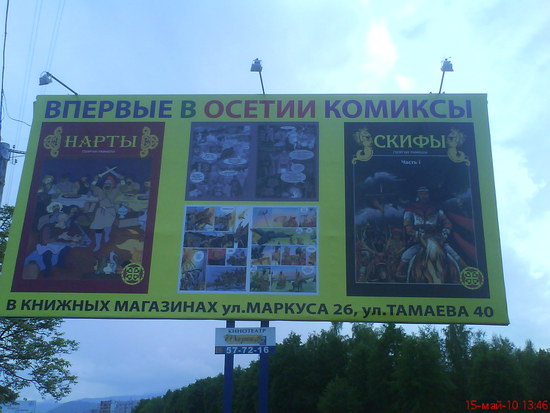 ВПЕРВЫЕ В ОСЕТИИ КОМИКСЫ
НАРТЫ
СКИФЫ
Часть 1
В КНИЖНЫХ МАГАЗИНАХ ул.МАРКУСА 26, ул.ТАМАЕВА 40
КИНОТЕАТР
57-72-16
15-май-10 13:46